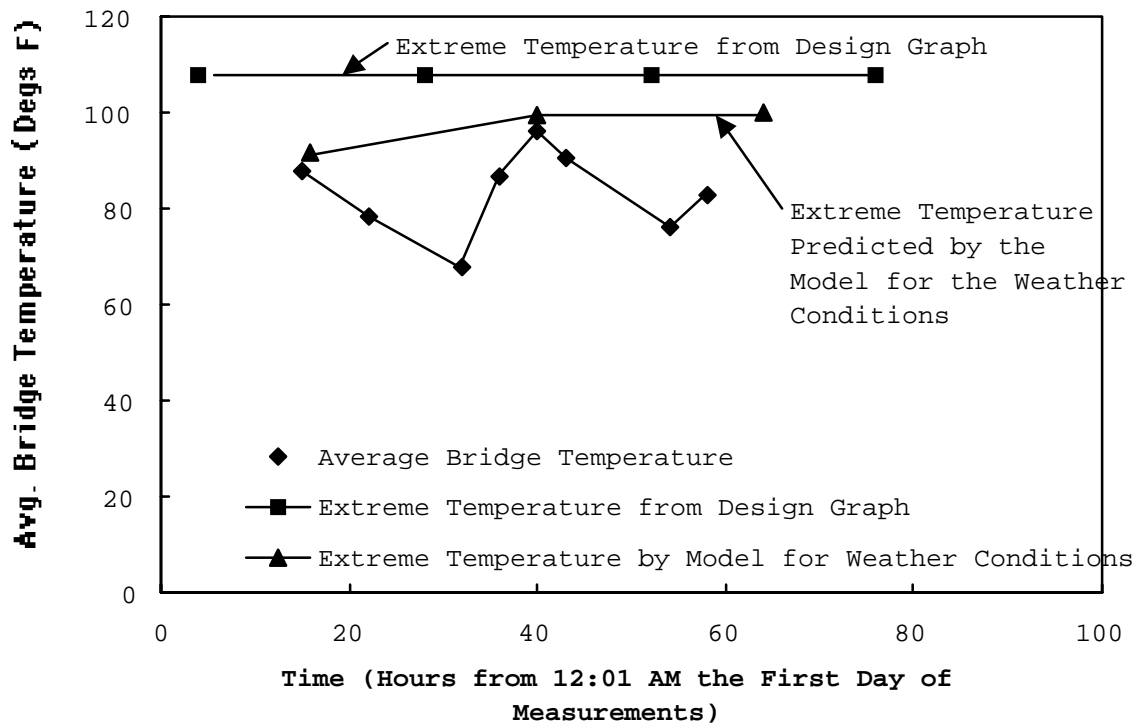 Avg. Bridge Temperature (Degs F)
120
100
80
60
40
20
0
Extreme Temperature from Design Graph
Extreme Temperature
Predicted by the
Model for the Weather
Conditions
Average Bridge Temperature
Extreme Temperature from Design Graph
Extreme Temperature by Model for Weather Conditions
0 20 40 60 80 100
Time (Hours from 12:01 AM the First Day of
Measurements)